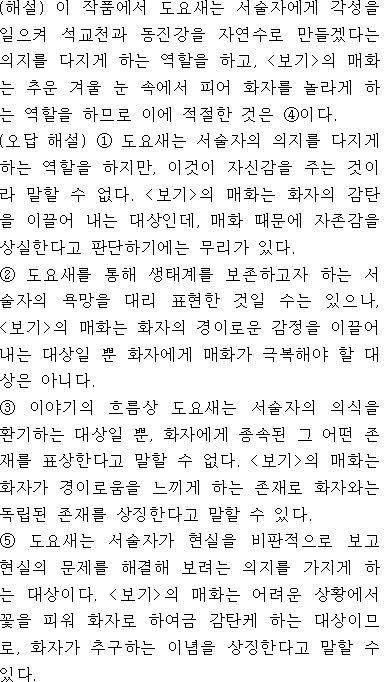 (해설) 이 작품에서 도요새는 서술자에게 각성을
일으켜 석교천과 동진강을 자연수로 만들겠다는
의지를 다지게 하는 역할을 하고, <보기>의 매화
는 추운 겨울 눈 속에서 피어 화자를 놀라게 하
는 역할을 하므로 이에 적절한 것은 ④이다.
(오답 해설) ① 도요새는 서술자의 의지를 다지게
하는 역할을 하지만, 이것이 자신감을 주는 것이
라 말할 수 없다. <보기>의 매화는 화자의 감탄
을 이끌어 내는 대상인데, 매화 때문에 자존감을
상실한다고 판단하기에는 무리가 있다.
② 도요새를 통해 생태계를 보존하고자 하는 서
술자의 욕망을 대리 표현한 것일 수는 있으나,
<보기>의 매화는 화자의 경이로운 감정을 이끌어
내는 대상일 뿐 화자에게 매화가 극복해야 할 대
상은 아니다.
③ 이야기의 흐름상 도요새는 서술자의 의식을
환기하는 대상일 뿐, 화자에게 종속된 그 어떤 존
재를 표상한다고 말할 수 없다. <보기>의 매화는
화자가 경이로움을 느끼게 하는 존재로 화자와는
독립된 존재를 상징한다고 말할 수 있다.
⑤ 도요새는 서술자가 현실을 비판적으로 보고
현실의 문제를 해결해 보려는 의지를 가지게 하
는 대상이다. <보기>의 매화는 어려운 상황에서
꽃을 피워 화자로 하여금 감탄케 하는 대상이므
로, 화자가 추구하는 이념을 상징한다고 말할 수
있다.